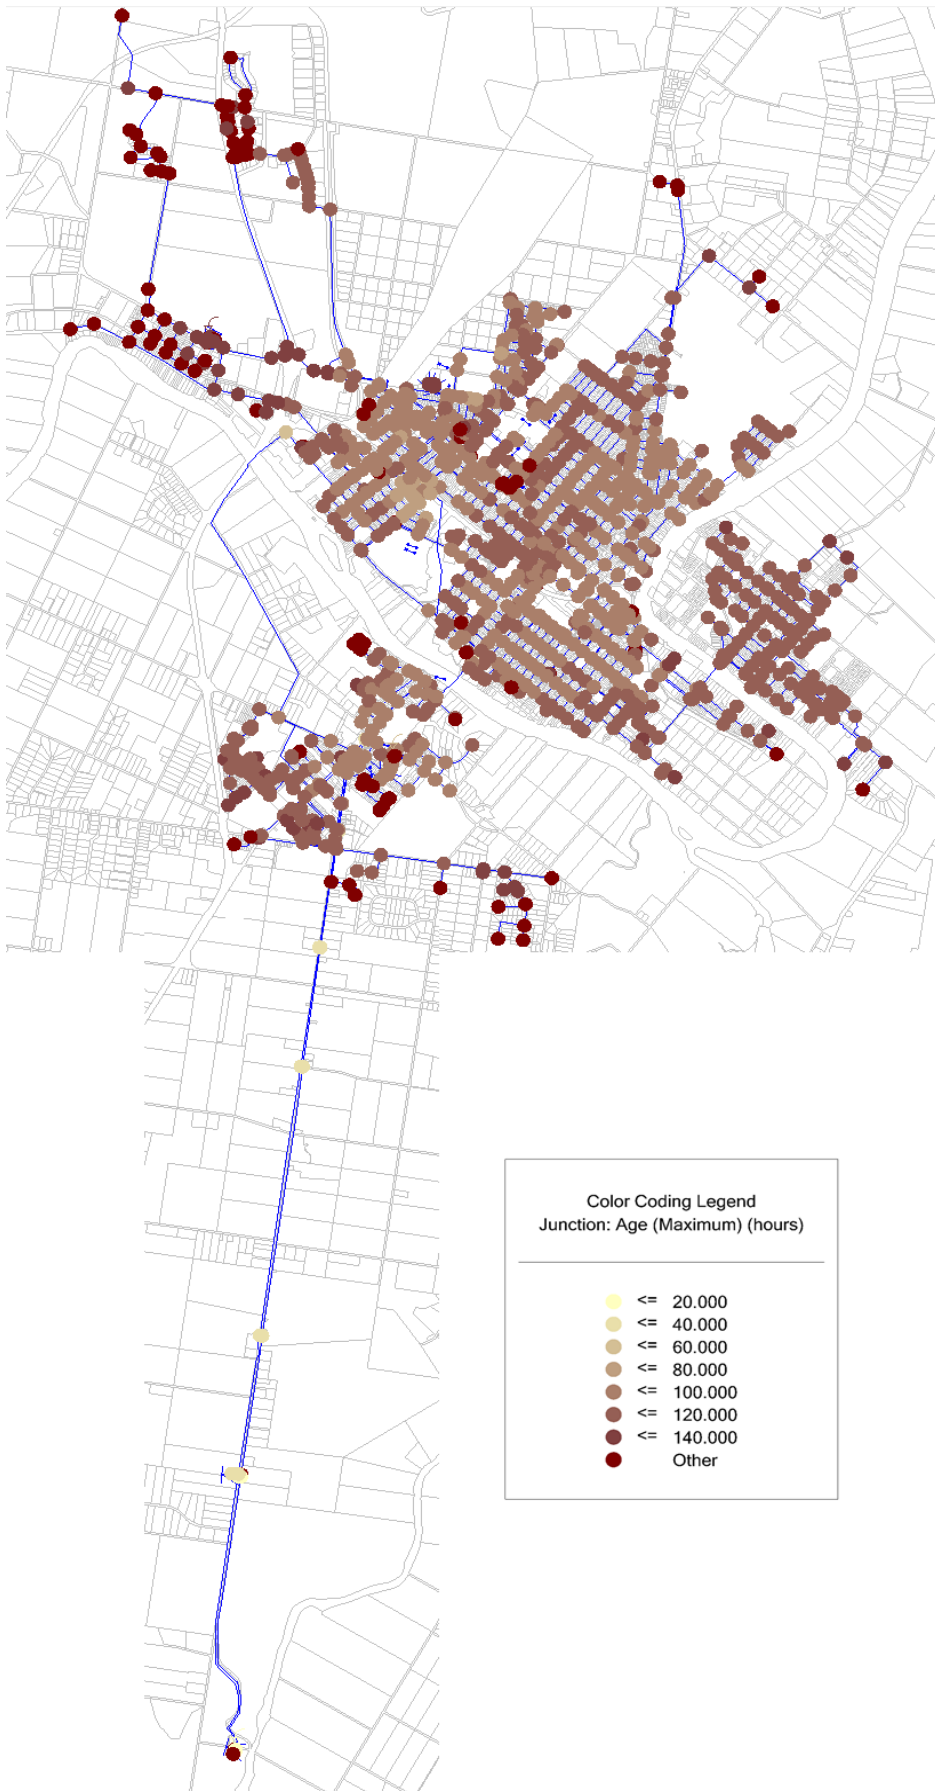 Color Coding Legend
Junction: Age (Maximum) (hours)
<= 20.000
<= 40.000
<= 60.000
<= 80.000
<= 100.000
<= 120.000
<= 140.000
Other